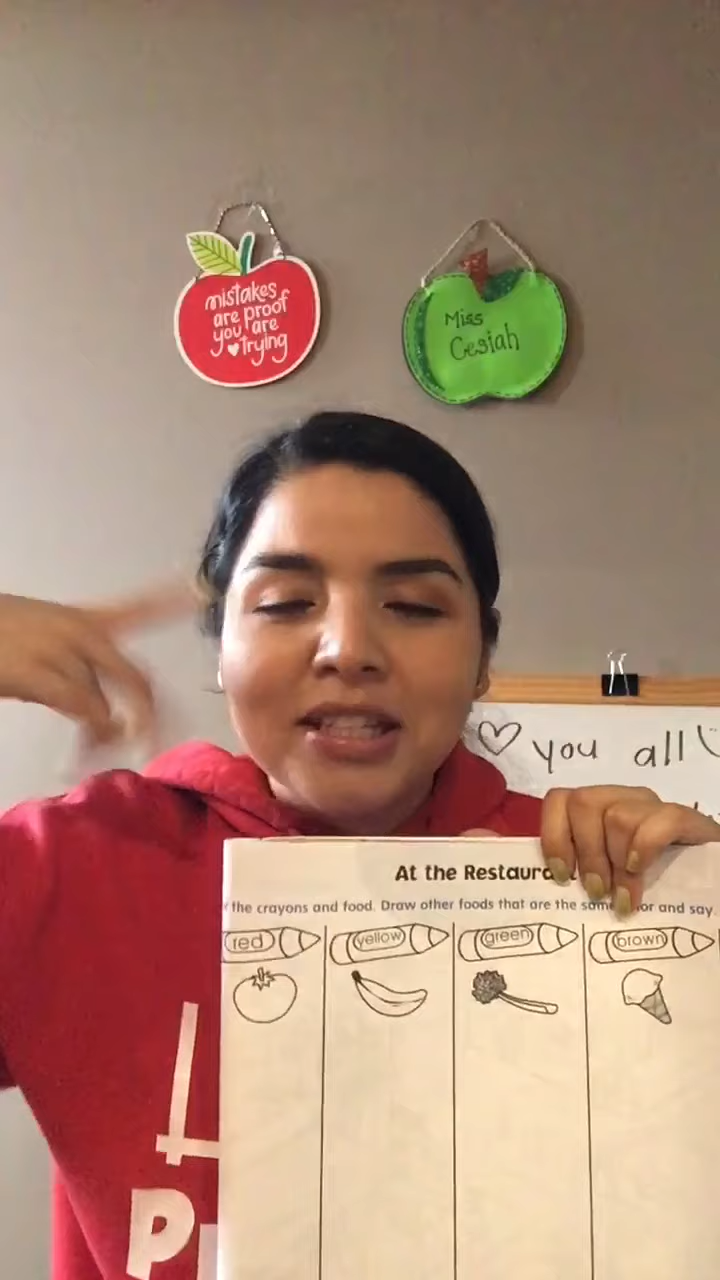 mistakes
are proof
you are
trying
Miss
Cesiah
you all
At the Restaura
the crayons and food. Draw other foods that are the same and say
red
yellow
green
brown